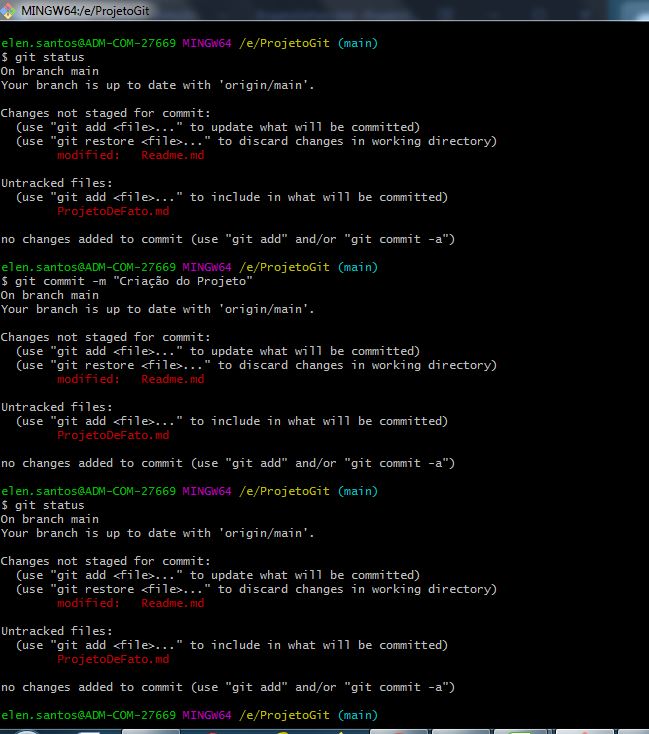 MINGW64:/e/ProjetoGit
elen.santos@ADM-COM-27669 MINGW64 /e/ProjetoGit (main)
$ git status
On branch main
Your branch is up to date with 'origin/main'.
Changes not staged for commit:
(use "git add <file>..." to update what will be committed)
(use "git restore <file>..." to discard changes in working directory)
modified: Readme.md
Untracked files:
(use "git add <file>..." to include in what will be committed)
ProjetoDeFato.md
no changes added to commit (use "git add" and/or "git commit -a")
elen.santos@ADM-COM-27669 MINGW64 /e/ProjetoGit (main)
$ git commit -m "Criação do Projeto"
On branch main
Your branch is up to date with 'origin/main'.
Changes not staged for commit:
(use "git add <file>..." to update what will be committed)
(use "git restore <file>..." to discard changes in working directory)
modified: Readme.md
Untracked files:
(use "git add <file>..." to include in what will be committed)
ProjetoDeFato.md
no changes added to commit (use "git add" and/or "git commit -a")
elen.santos@ADM-COM-27669 MINGW64 /e/ProjetoGit (main)
$ git status
On branch main
Your branch is up to date with 'origin/main'.
Changes not staged for commit:
(use "git add <file>..." to update what will be committed)
(use "git restore <file>..." to discard changes in working directory)
modified: Readme.md
Untracked files:
(use "git add <file>..." to include in what will be committed)
ProjetoDeFato.md
no changes added to commit (use "git add" and/or "git commit -a")
elen.santos@ADM-COM-27669 MINGW64 /e/ProjetoGit (main)